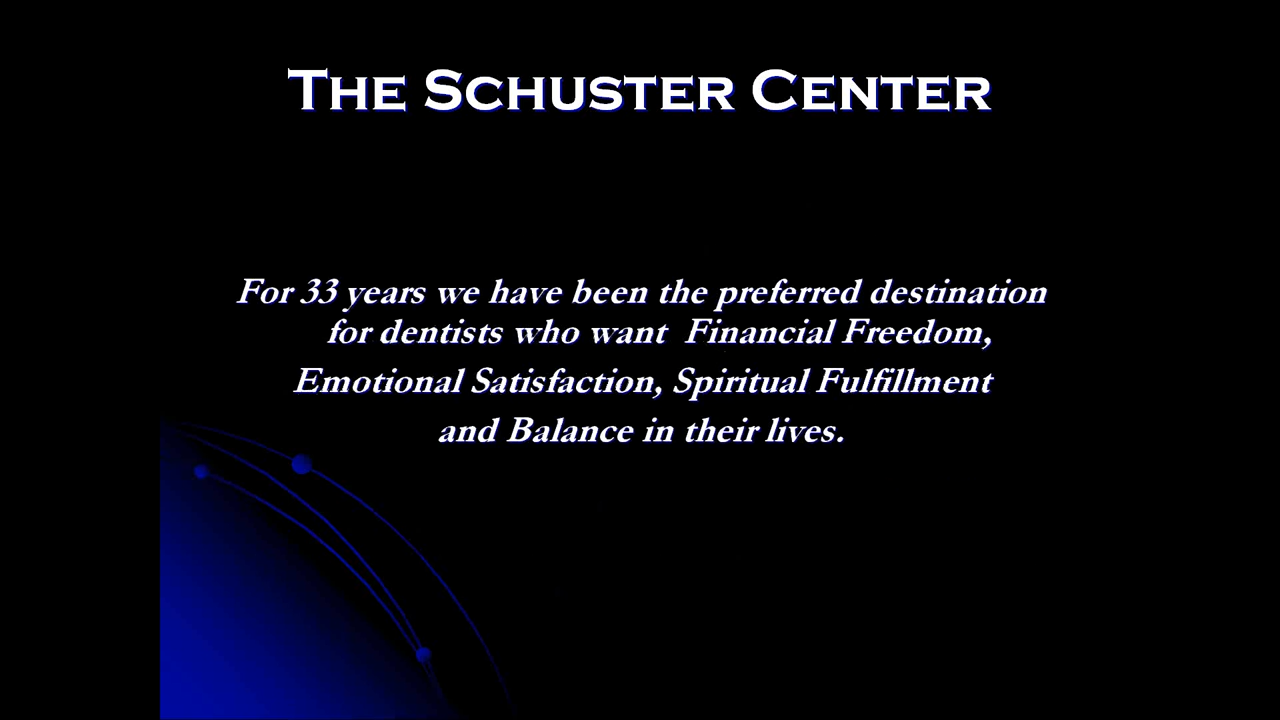 The Schuster Center
For 33 years we have been the preferred destination
for dentists who want  Financial Freedom,
Emotional Satisfaction, Spiritual Fulfillment
and Balance in their lives.